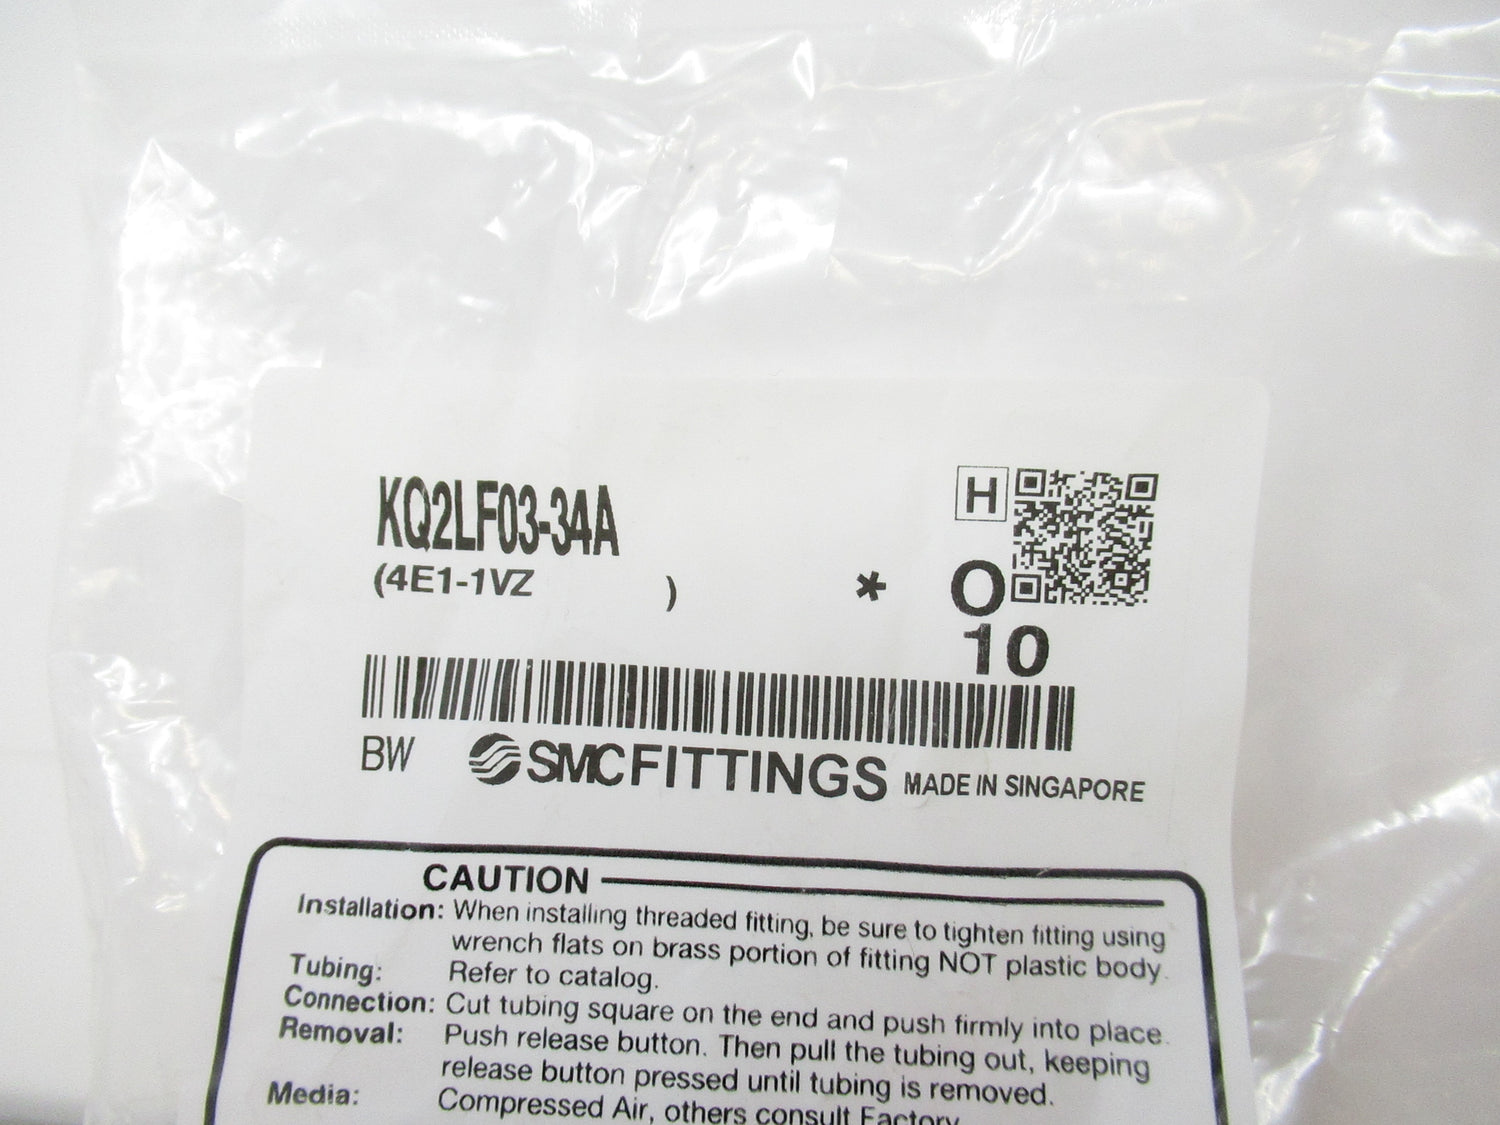 KQ2LF03-34A
H
(4E1-1VZ )
* O
10
BW SMC FITTINGS MADE IN SINGAPORE
CAUTION
Installation: When installing threaded fitting, be sure to tighten fitting using
wrench flats on brass portion of fitting NOT plastic body.
Tubing: Refer to catalog.
Connection: Cut tubing square on the end and push firmly into place.
Removal: Push release button. Then pull the tubing out, keeping
release button pressed until tubing is removed.
Media: Compressed Air, others consult Factory.